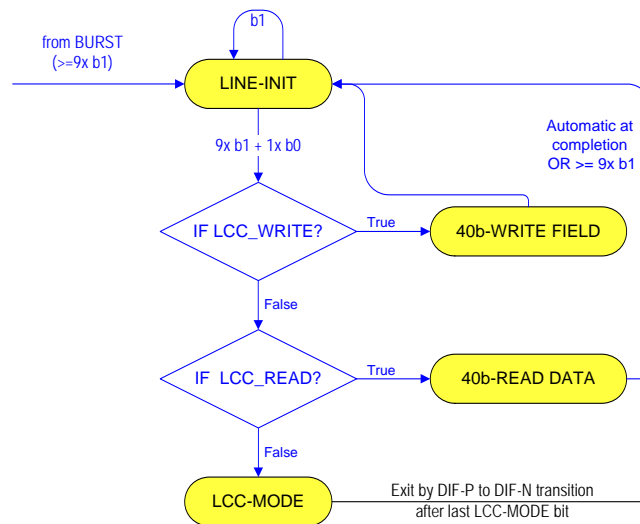 b1
from BURST
(>=9x b1)
LINE-INIT
9x b1 + 1x b0
Automatic at
completion
OR >= 9x b1
IF LCC_WRITE?
True
40b-WRITE FIELD
False
IF LCC_READ?
True
40b-READ DATA
False
LCC-MODE
Exit by DIF-P to DIF-N transition
after last LCC-MODE bit